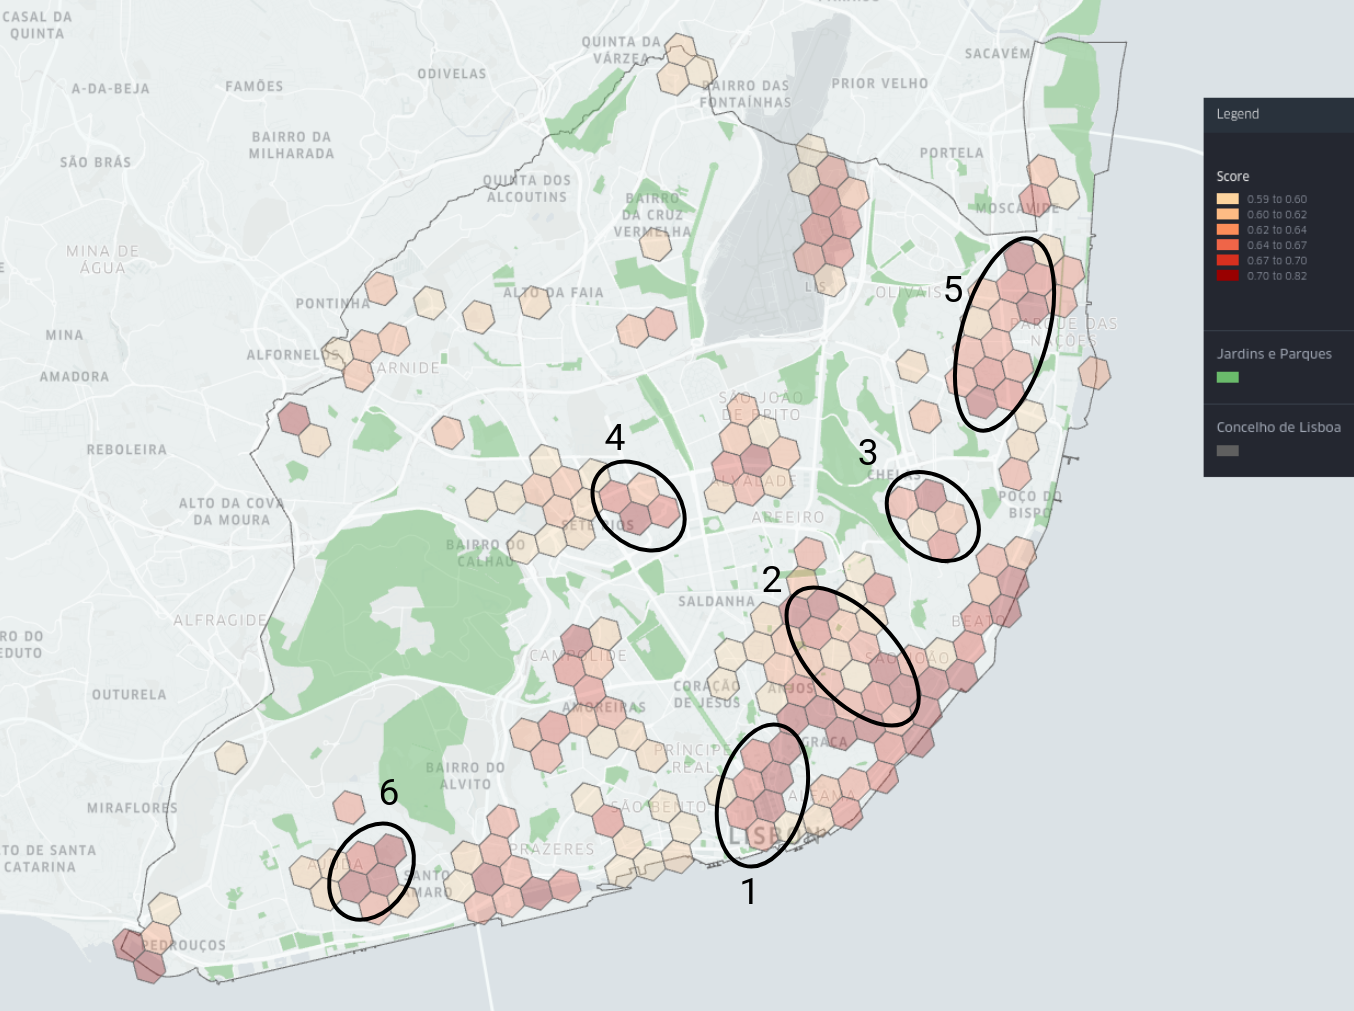 CASAL DA
QUINTA
QUINTA DA
VÁRZEA
SACAVÉM
A-DA-BEJA
FAMÕES
ODIVELAS
BAIRRO DAS
FONTAÍNHAS
PRIOR VELHO
BAIRRO DA
MILHARADA
SÃO BRÁS
PORTELA
QUINTA DOS
ALCOUTINS
BAIRRO
DA CRUZ
VERMELHA
MOSCAVIDE
MINA DE
ÁGUA
PONTINHA
ALTO DA FAIA
LIS
OLIVAIS
5
PARQUE DAS
NAÇÕES
MINA
ALFORNELOS
CARNIDE
AMADORA
SÃO JOÃO
DE BRITO
REBOLEIRA
4
3
CHELAS
ALVALADE
ALTO DA COVA
DA MOURA
SETE RIOS
AREEIRO
POÇO DO
BISPO
BAIRRO DO
CALHAU
2
SALDANHA
ALFRAGIDE
BEATO
CAMPOLIDE
SÃO JOÃO
CORAÇÃO
DE JESUS
ANJOS
OUTURELA
AMOREIRAS
GRAÇA
PRÍNCIPE
REAL
BAIRRO DO
ALVITO
6
MIRAFLORES
SÃO BENTO
ALFAMA
LISBON
PRAZERES
TO DE SANTA
CATARINA
AJUDA
SANTO
AMARO
1
PEDROUÇOS
Legend
Score
0.59 to 0.60
0.60 to 0.62
0.62 to 0.64
0.64 to 0.67
0.67 to 0.70
0.70 to 0.82
Jardins e Parques
Concelho de Lisboa